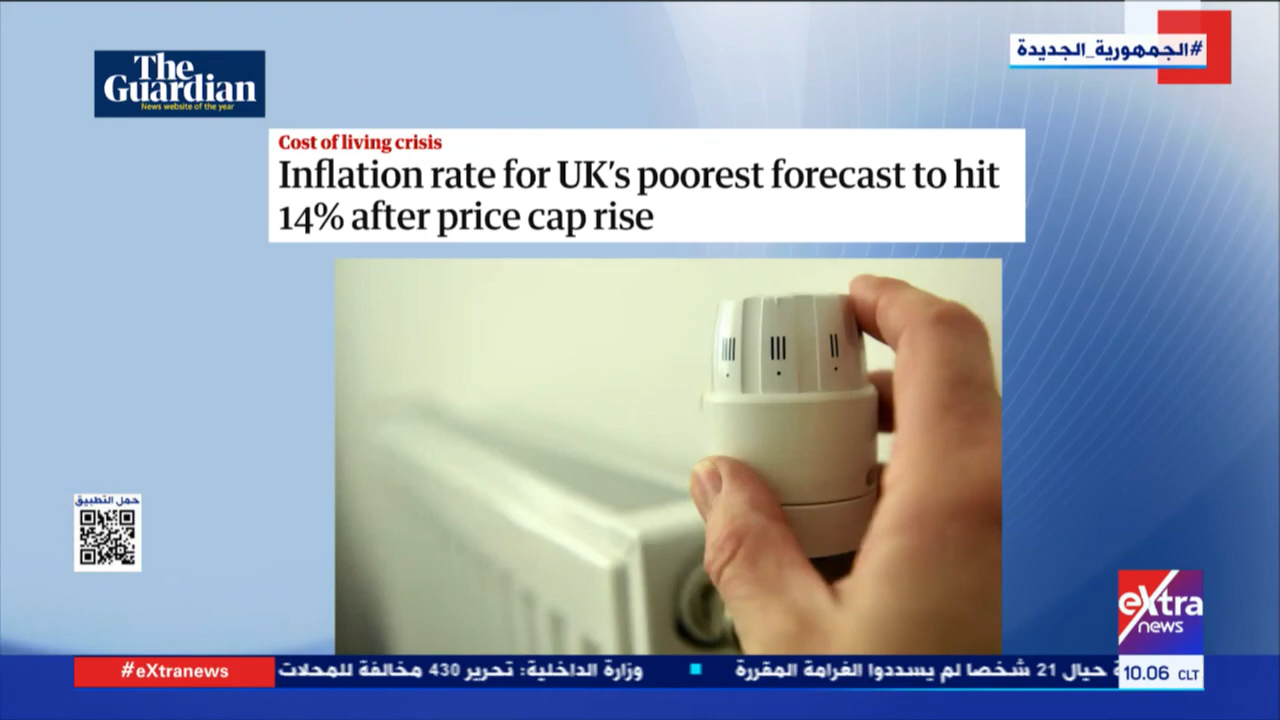 The
Guardian
News website of the year
#الجمهورية_الجديدة
Cost of living crisis
Inflation rate for UK's poorest forecast to hit
14% after price cap rise
حمل التطبيق
eXtra
news
#eXtranews
حيال 21 شخصا لم يسددوا الغرامة المقررة ■ وزارة الداخلية: تحرير 430 مخالفة للمحلات
10.06 CLT